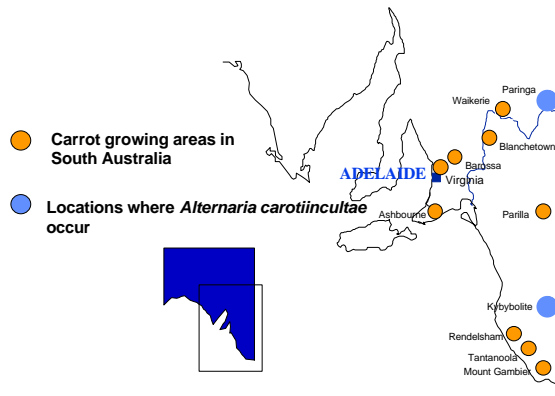 Paringa
Waikerie
Carrot growing areas in
South Australia
Blanchetown
Barossa
ADELAIDE
Virginia
Locations where Alternaria carotiincultae
occur
Ashbourne
Parilla
Kybybolite
Rendelsham
Tantanoola
Mount Gambier